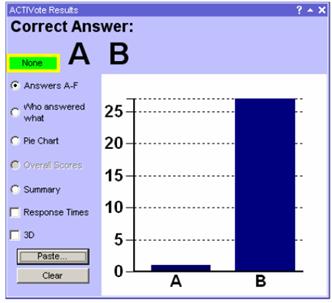 ACTIVote Results ? X
Correct Answer:
None A B
Answers A-F
Who answered
what
Pie Chart
Overall Scores
Summary
Response Times
3D
Paste...
Clear
25
20
15
10
5
0
A B